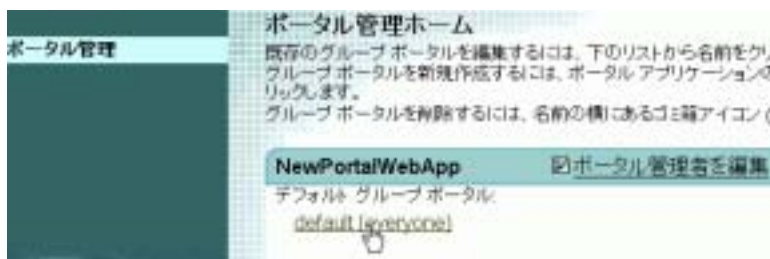 ポータル管理
ポータル管理ホーム
既存のグループ ポータルを編集するには、下のリストから名前をクリ
グループ ポータルを新規作成するには、ポータル アプリケーションの
リックします。
グループ ポータルを削除するには、名前の横にあるゴミ箱アイコン (
NewPortalWebApp ポータル管理者を編集
デフォルト グループ ポータル:
default (everyone)